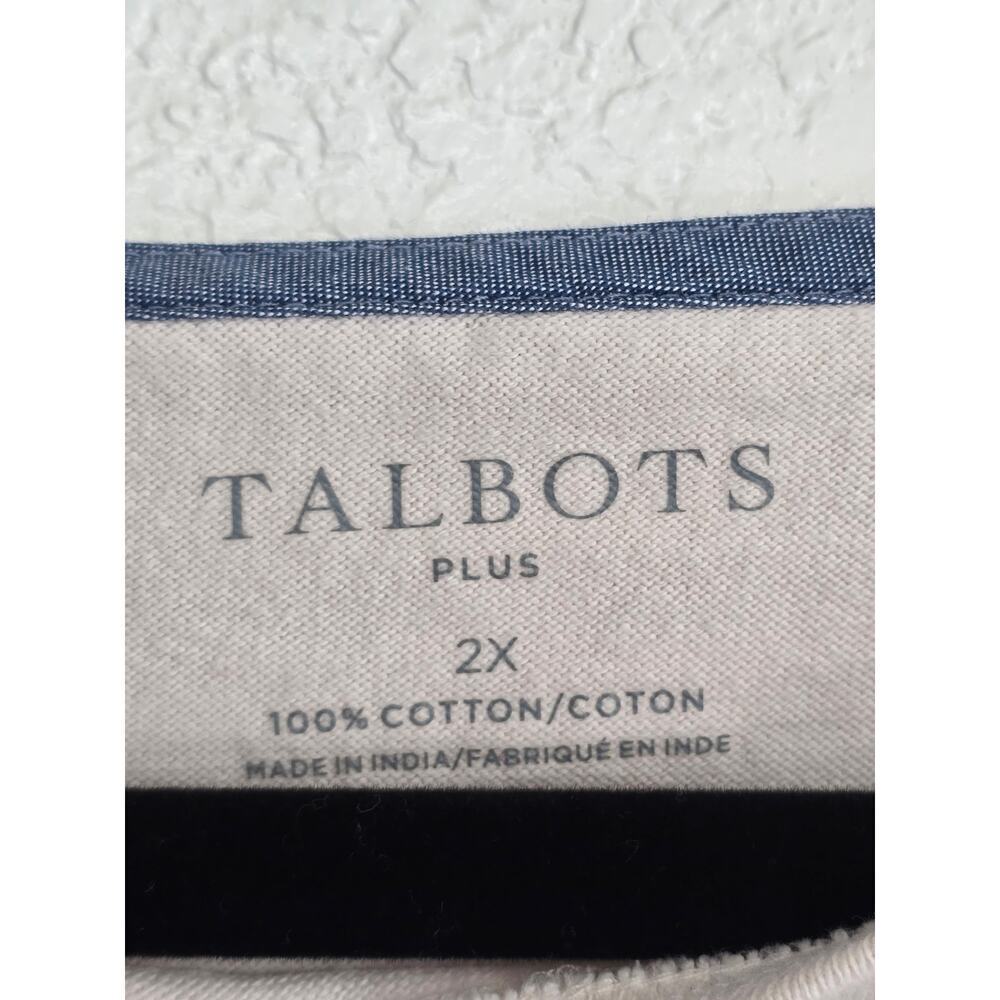 TALBOTS
PLUS
2X
100% COTTON/COTON
MADE IN INDIA/FABRIQUÉ EN INDE